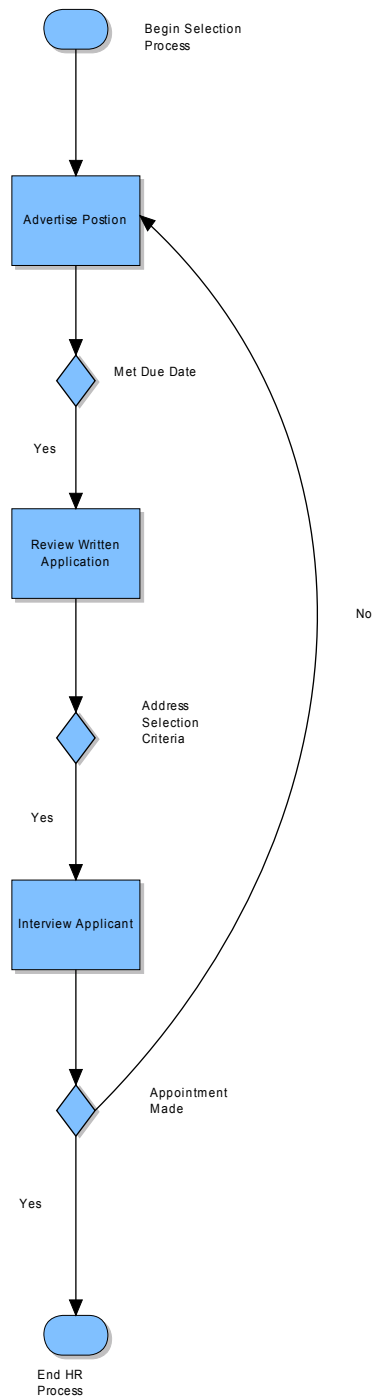 Begin Selection
Process
Advertise Postion
Met Due Date
Yes
Review Written
Application
No
Address
Selection
Criteria
Yes
Interview Applicant
Appointment
Made
Yes
End HR
Process